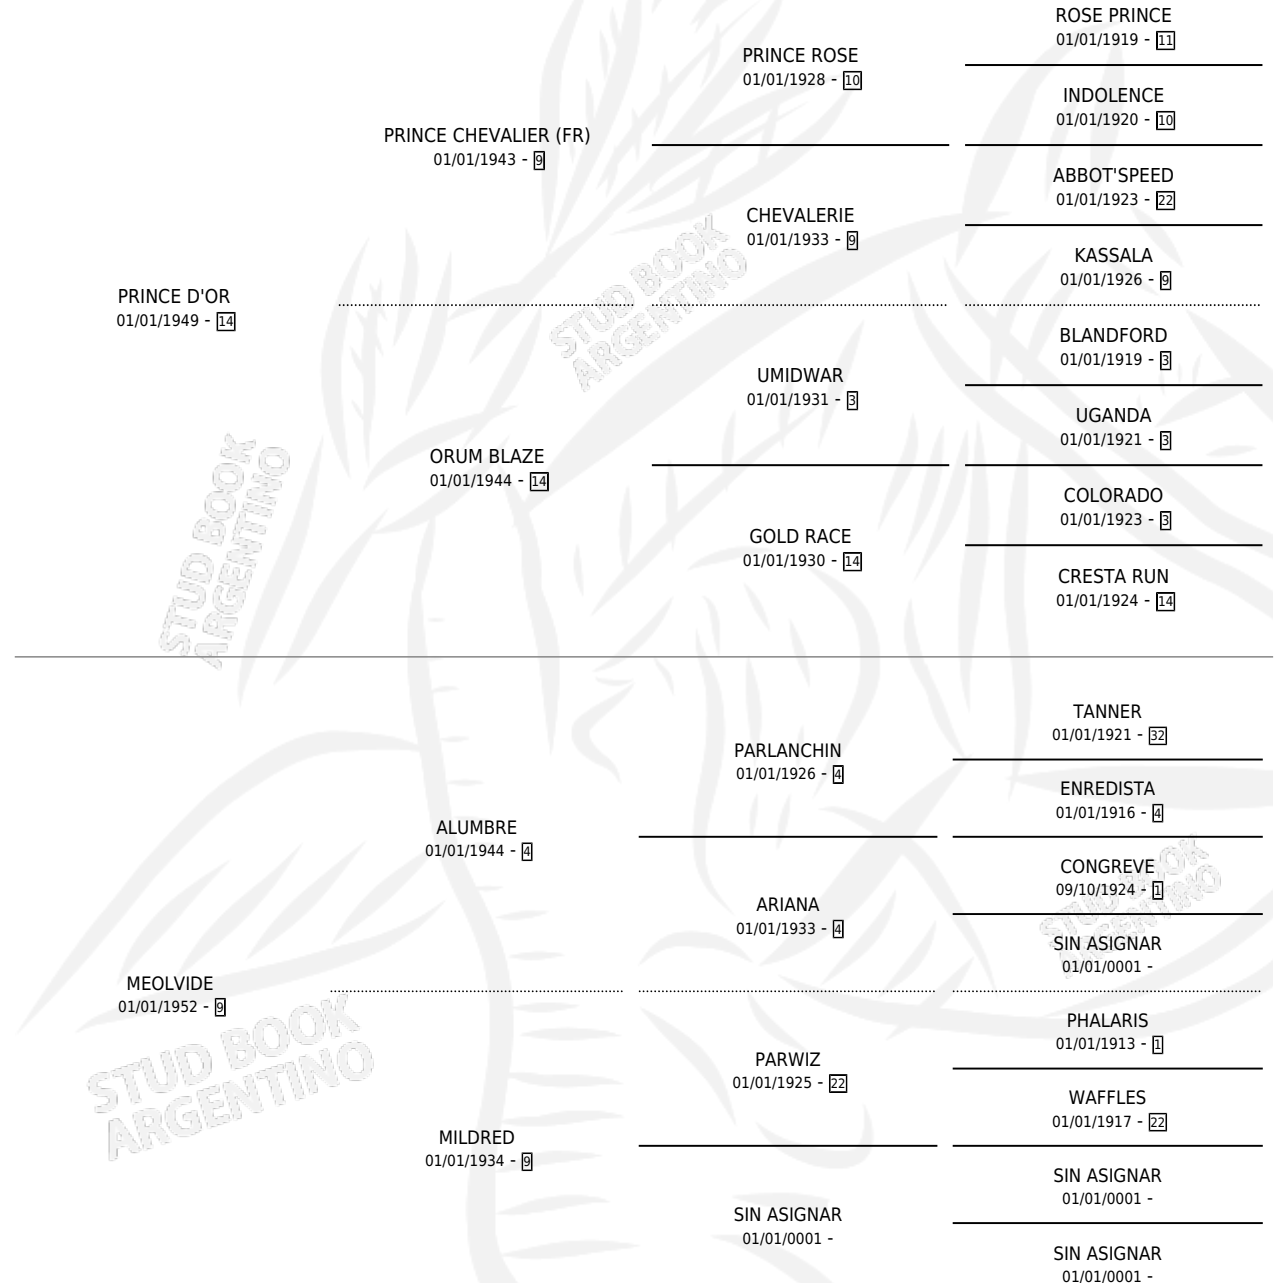 ROSE PRINCE
01/01/1919 - 11
PRINCE ROSE
01/01/1928 - 10
INDOLENCE
01/01/1920 - 10
PRINCE CHEVALIER (FR)
01/01/1943 - 9
ABBOT'SPEED
01/01/1923 - 22
CHEVALERIE
01/01/1933 - 9
KASSALA
01/01/1926 - 9
PRINCE D'OR
01/01/1949 - 14
STUD BOOK
ARGENTINO
BLANDFORD
01/01/1919 - 3
UMIDWAR
01/01/1931 - 3
UGANDA
01/01/1921 - 3
ORUM BLAZE
01/01/1944 - 14
COLORADO
01/01/1923 - 3
GOLD RACE
01/01/1930 - 14
CRESTA RUN
01/01/1924 - 14
STUD BOOK
ARGENTINO
TANNER
01/01/1921 - 32
PARLANCHIN
01/01/1926 - 4
ENREDISTA
01/01/1916 - 4
ALUMBRE
01/01/1944 - 4
CONGREVE
09/10/1924 - 1
ARIANA
01/01/1933 - 4
STUD BOOK
ARGENTINO
SIN ASIGNAR
01/01/0001 -
MEOLVIDE
01/01/1952 - 9
PHALARIS
01/01/1913 - 1
PARWIZ
01/01/1925 - 22
STUD BOOK
ARGENTINO
WAFFLES
01/01/1917 - 22
MILDRED
01/01/1934 - 9
SIN ASIGNAR
01/01/0001 -
SIN ASIGNAR
01/01/0001 -
SIN ASIGNAR
01/01/0001 -